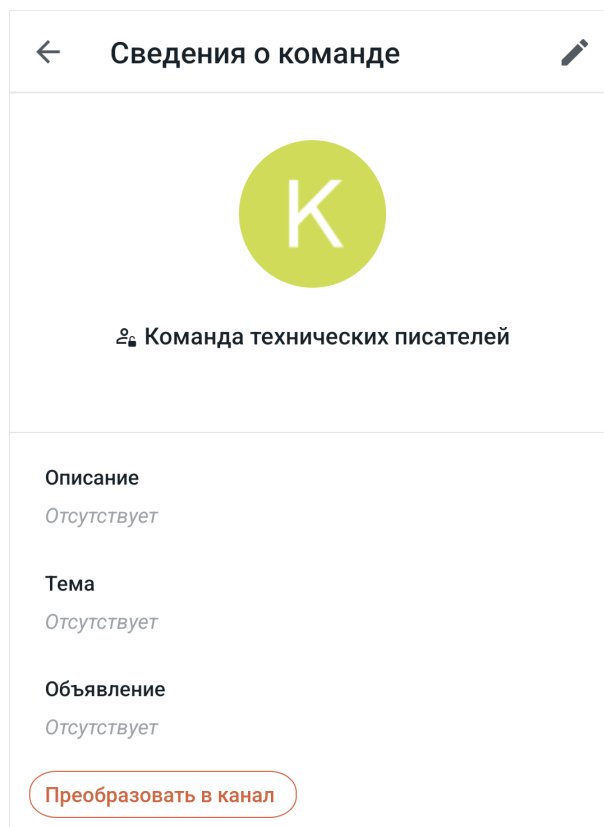 Сведения о команде
К
Команда технических писателей
Описание
Отсутствует
Тема
Отсутствует
Объявление
Отсутствует
Преобразовать в канал